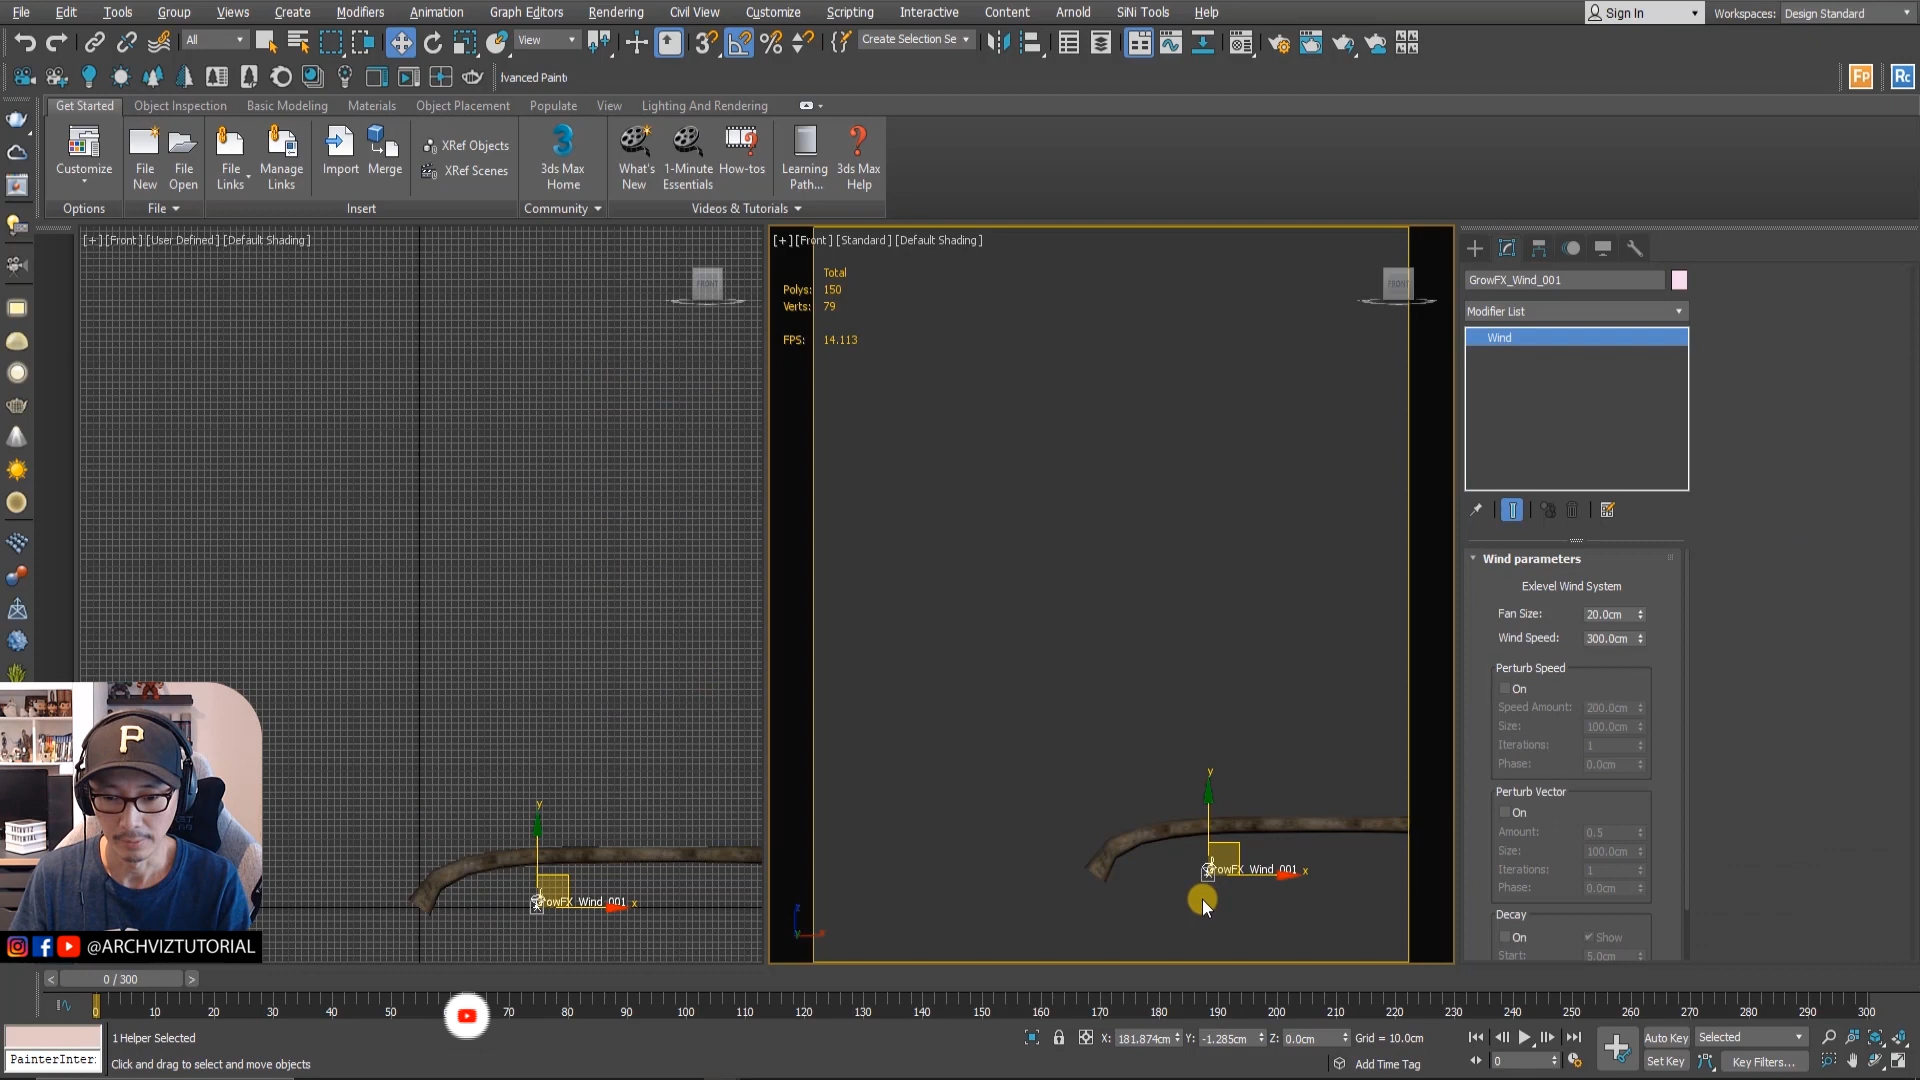 File Edit Tools Group Views Create Modifiers Animation Graph Editors Rendering Civil View Customize Scripting Interactive Content Arnold SiNi Tools Help Sign In Workspaces: Design Standard
All View Create Selection Se
lvanced Painte Fp Rc
Get Started Object Inspection Basic Modeling Materials Object Placement Populate View Lighting And Rendering
Customize File New File Open File Links Manage Links Import Merge XRef Objects XRef Scenes 3ds Max Home What's New 1-Minute Essentials How-tos Learning Path... 3ds Max Help
Options File Insert Community Videos & Tutorials
[+] [Front] [User Defined] [Default Shading]
[+] [Front] [Standard] [Default Shading]
FRONT
FRONT
Total
Polys: 150
Verts: 79
FPS: 14.113
GrowFX_Wind_001
Modifier List
Wind
Wind parameters
Exlevel Wind System
Fan Size: 20.0cm
Wind Speed: 300.0cm
Perturb Speed
On
Speed Amount: 200.0cm
Size: 100.0cm
Iterations: 1
Phase: 0.0cm
Perturb Vector
On
Amount: 0.5
Size: 100.0cm
Iterations: 1
Phase: 0.0cm
Decay
On Show
Start: 5.0cm
y
GrowFX_Wind_001 x
y
GrowFX_Wind_001 x
z
P
@ARCHVIZTUTORIAL
< 0 / 300 >
0 10 20 30 40 50 70 80 90 100 110 120 130 140 150 160 170 180 190 200 210 220 230 240 250 260 270 280 290 300
1 Helper Selected
X: 181.874cm Y: -1.285cm Z: 0.0cm Grid = 10.0cm
Auto Key Selected
PainterInter:
Click and drag to select and move objects
Add Time Tag
0
Set Key Key Filters...